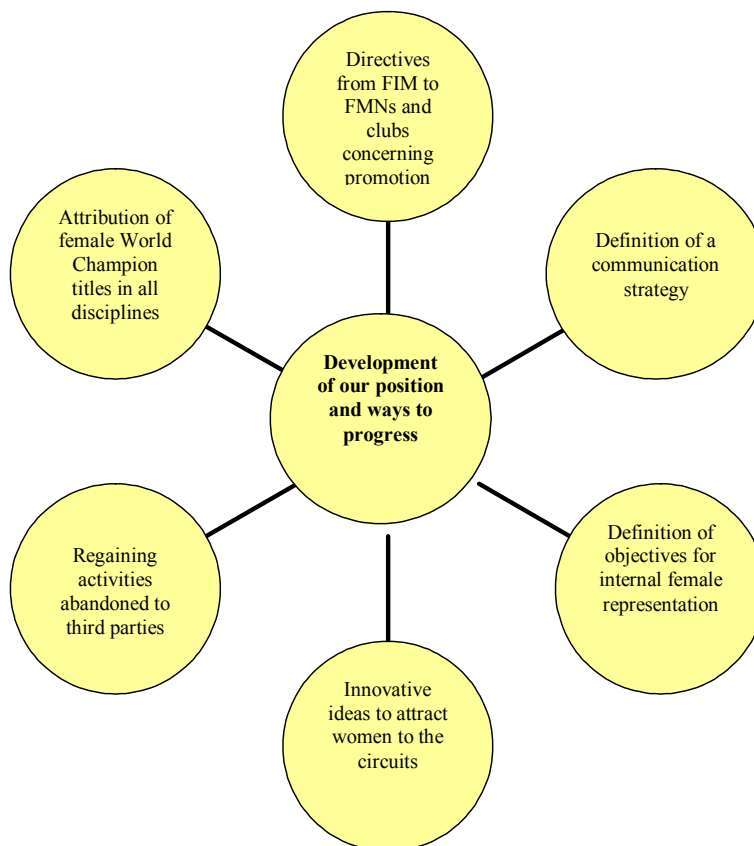 Directives
from FIM to
FMNs and
clubs
concerning
promotion
Attribution of
female World
Champion
titles in all
disciplines
Definition of a
communication
strategy
Development
of our position
and ways to
progress
Regaining
activities
abandoned to
third parties
Definition of
objectives for
internal female
representation
Innovative
ideas to attract
women to the
circuits